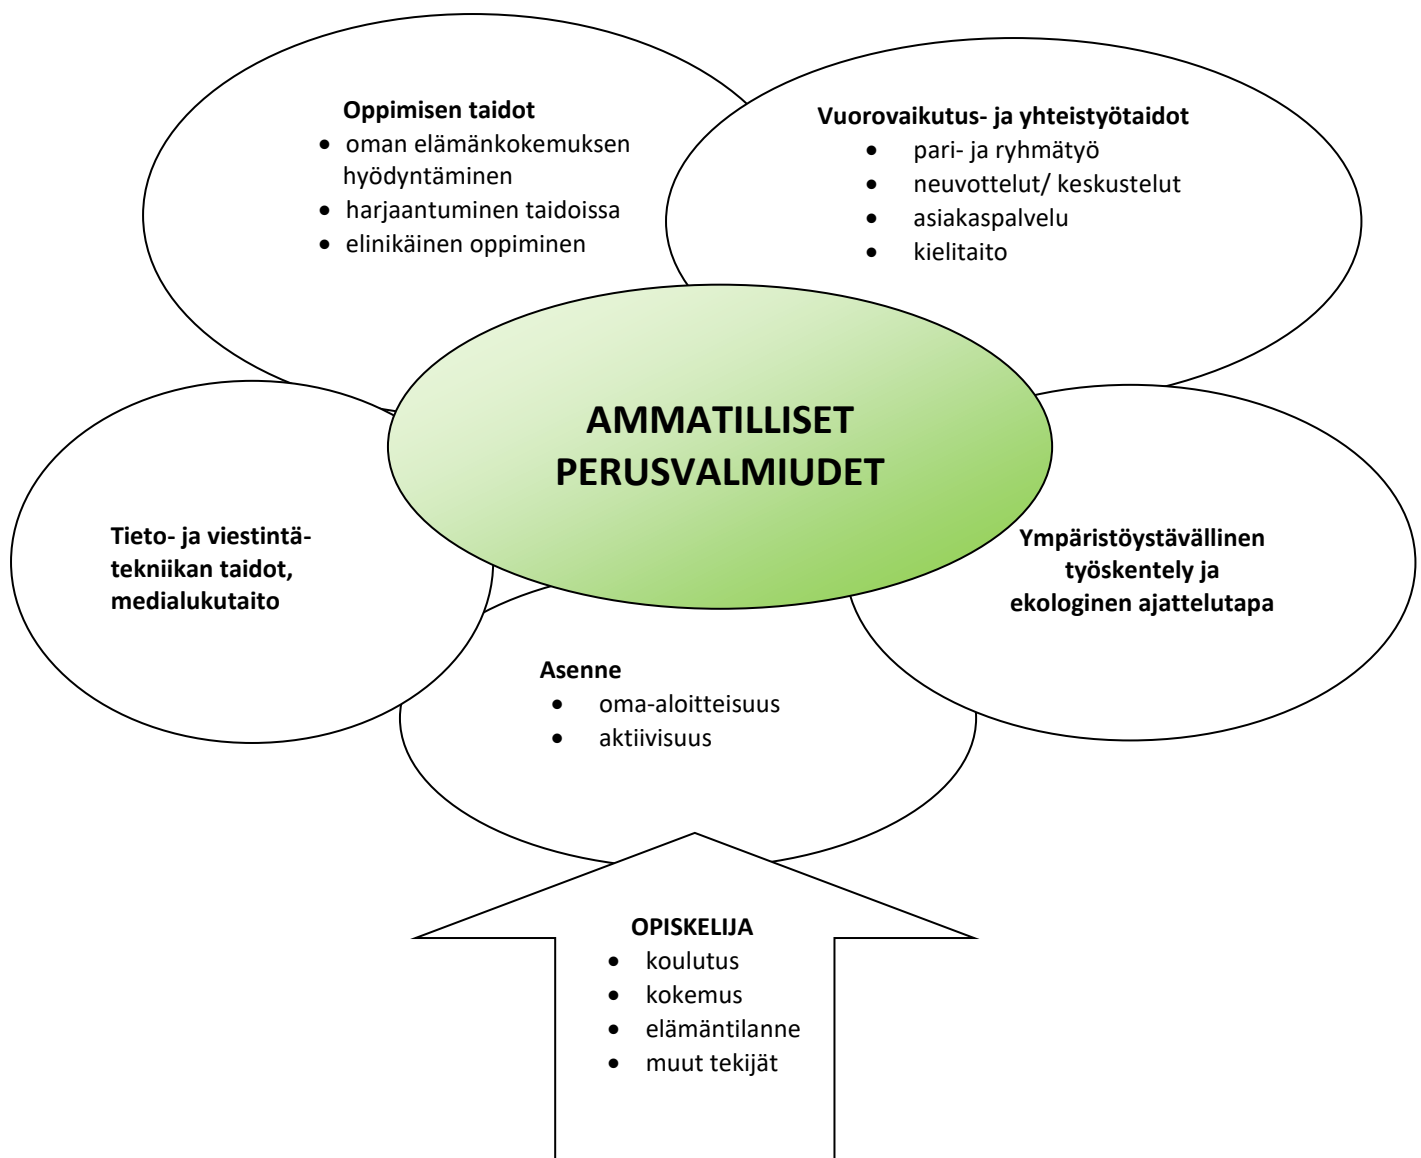 Oppimisen taidot
• oman elämänkokemuksen
hyödyntäminen
• harjaantuminen taidoissa
• elinikäinen oppiminen
Vuorovaikutus- ja yhteistyötaidot
• pari- ja ryhmätyö
• neuvottelut/ keskustelut
• asiakaspalvelu
• kielitaito
AMMATILLISET
PERUSVALMIUDET
Tieto- ja viestintä-
tekniikan taidot,
medialukutaito
Ympäristöystävällinen
työskentely ja
ekologinen ajattelutapa
Asenne
• oma-aloitteisuus
• aktiivisuus
OPISKELIJA
• koulutus
• kokemus
• elämäntilanne
• muut tekijät